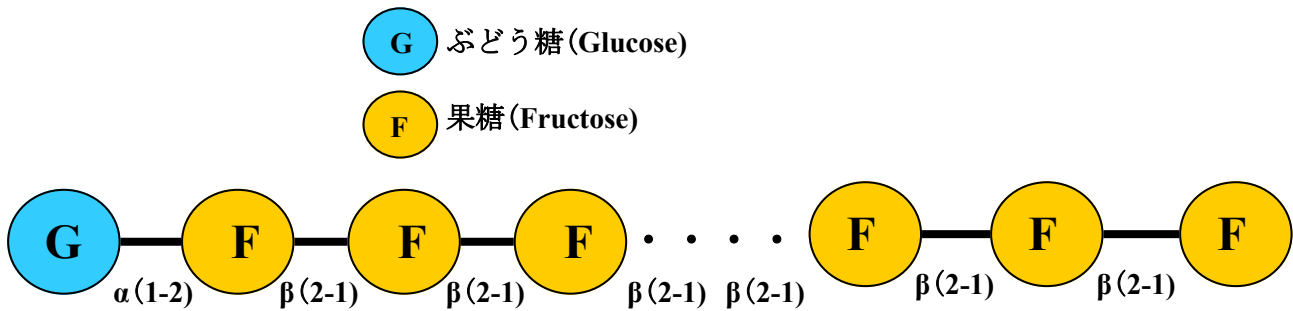 G ぶどう糖(Glucose)
F 果糖(Fructose)
G F F F ・・・・ F F F
α(1-2) β(2-1) β(2-1) β(2-1) β(2-1) β(2-1) β(2-1)